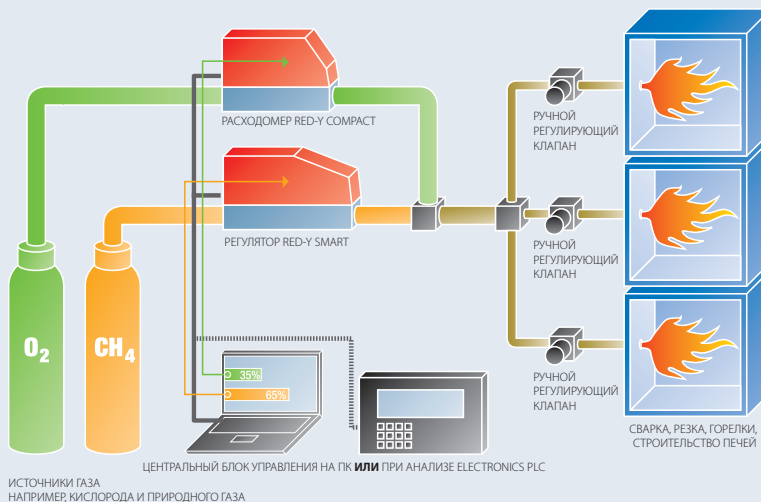 РАСХОДОМЕР RED-Y COMPACT
РУЧНОЙ
РЕГУЛИРУЮЩИЙ
КЛАПАН
РЕГУЛЯТОР RED-Y SMART
РУЧНОЙ
РЕГУЛИРУЮЩИЙ
КЛАПАН
O2
CH4
35%
65%
РУЧНОЙ
РЕГУЛИРУЮЩИЙ
КЛАПАН
СВАРКА, РЕЗКА, ГОРЕЛКИ,
СТРОИТЕЛЬСТВО ПЕЧЕЙ
ЦЕНТРАЛЬНЫЙ БЛОК УПРАВЛЕНИЯ НА ПК ИЛИ ПРИ АНАЛИЗЕ ELECTRONICS PLC
ИСТОЧНИКИ ГАЗА
НАПРИМЕР, КИСЛОРОДА И ПРИРОДНОГО ГАЗА